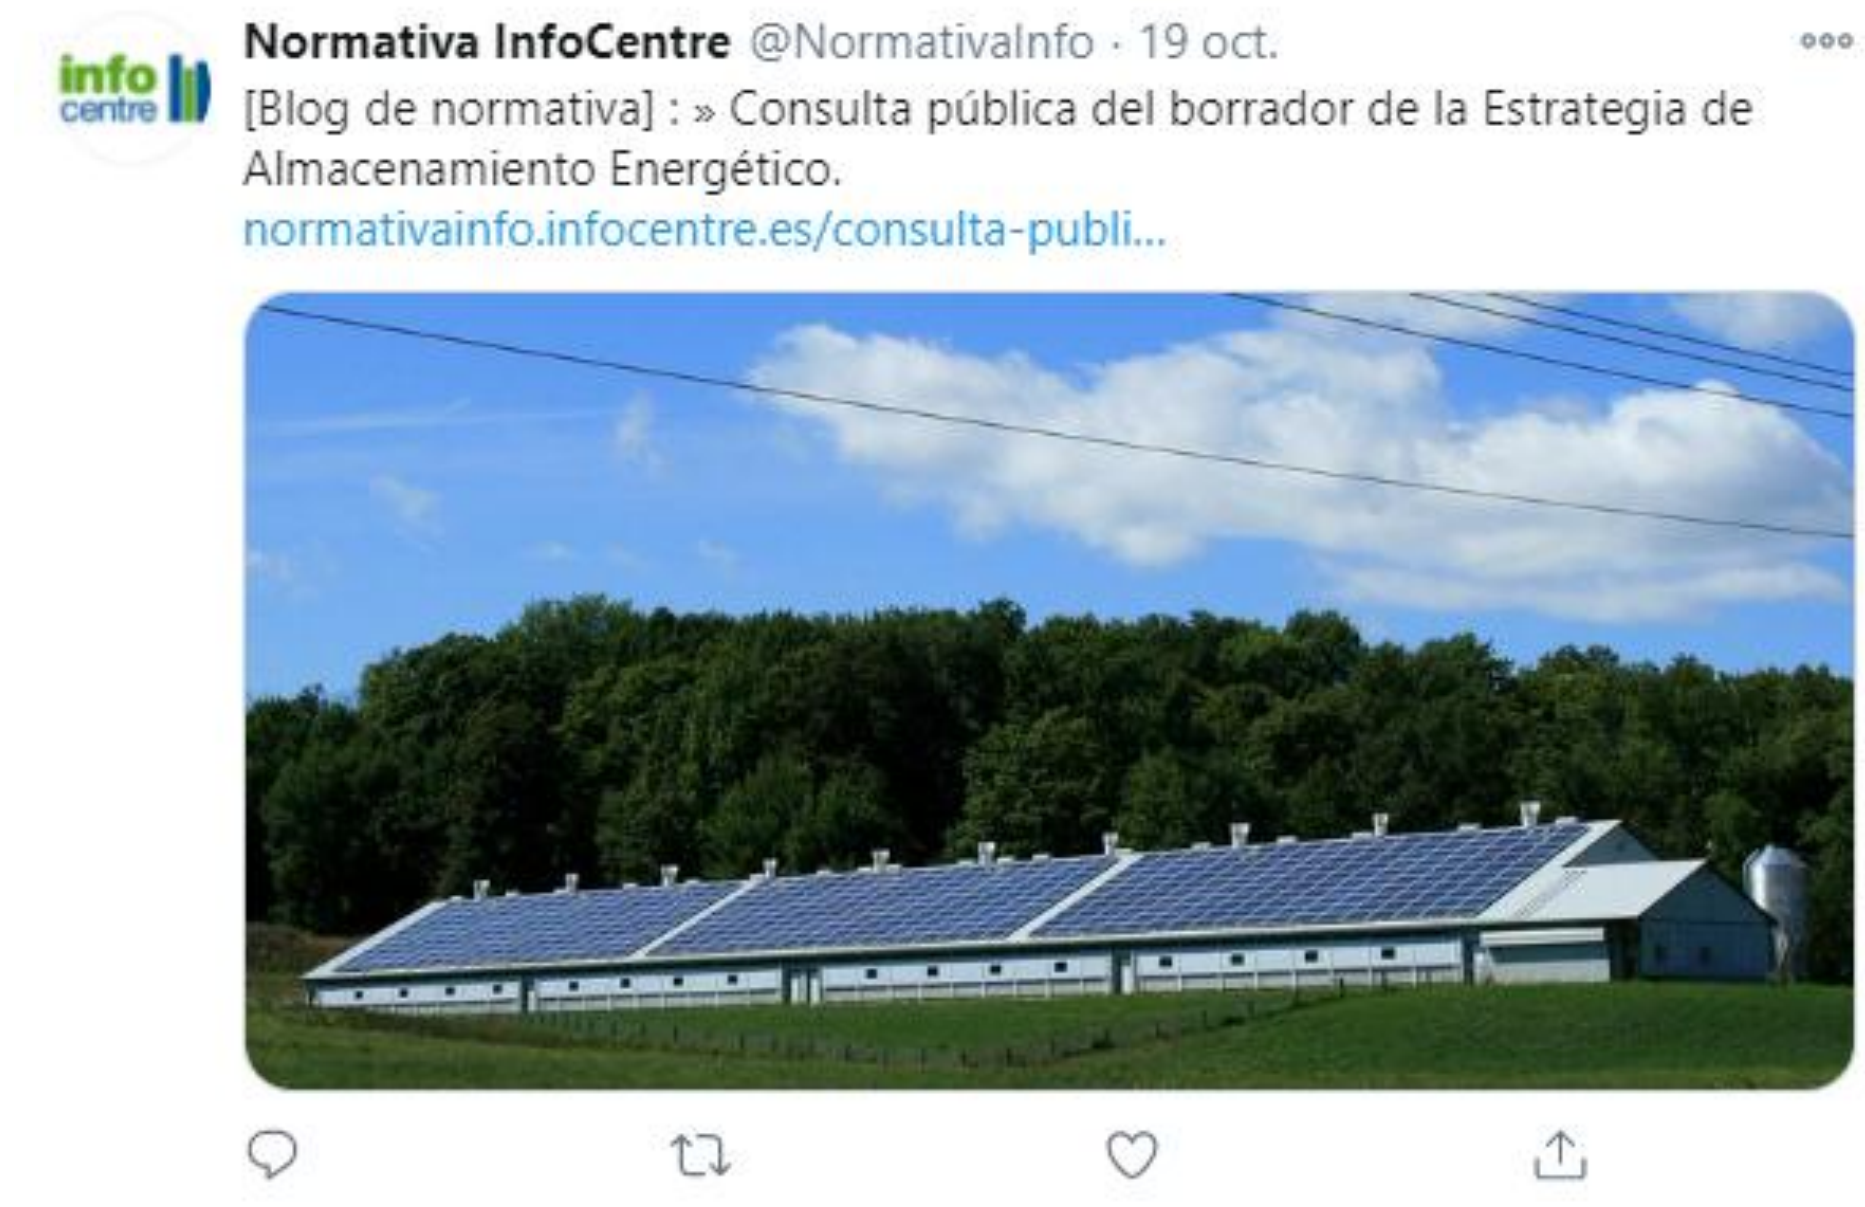 info
centre
Normativa InfoCentre @NormativaInfo · 19 oct.
[Blog de normativa] : » Consulta pública del borrador de la Estrategia de
Almacenamiento Energético.
normativainfo.infocentre.es/consulta-publi...